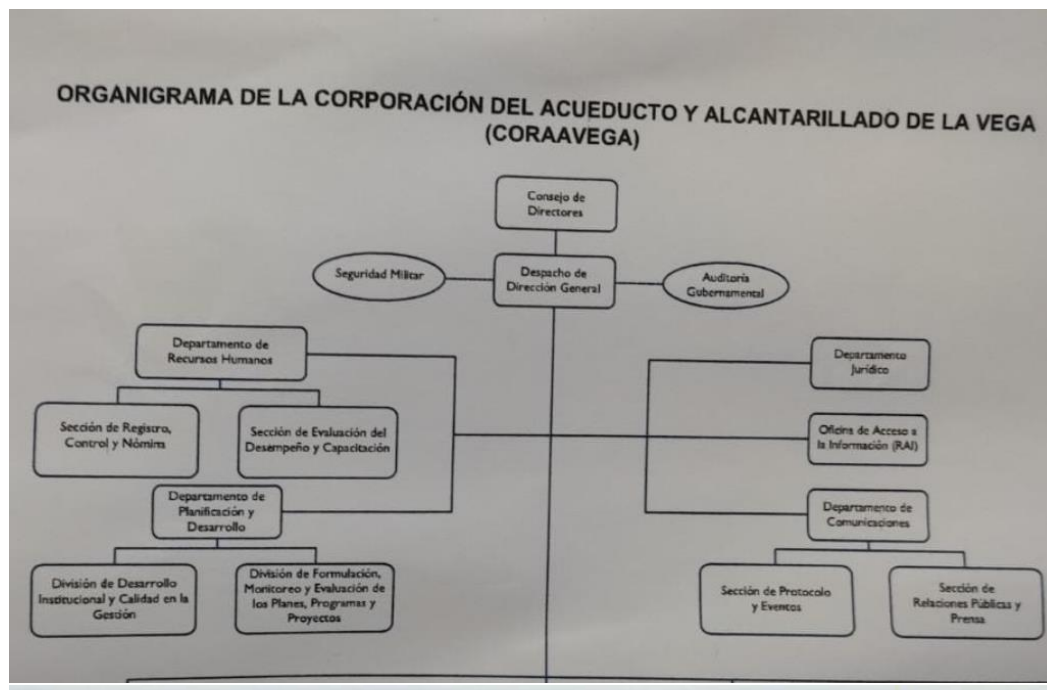 ORGANIGRAMA DE LA CORPORACIÓN DEL ACUEDUCTO Y ALCANTARILLADO DE LA VEGA
(CORAAVEGA)
Consejo de
Directores
Seguridad Militar
Despacho de
Dirección General
Auditoría
Gubernamental
Departamento de
Recursos Humanos
Departamento
Jurídico
Sección de Registro,
Control y Nómina
Sección de Evaluación del
Desempeño y Capacitación
Oficina de Acceso a
la Información (RAI)
Departamento de
Planificación y
Desarrollo
Departamento de
Comunicaciones
División de Desarrollo
Institucional y Calidad en la
Gestión
División de Formulación,
Monitoreo y Evaluación de
los Planes, Programas y
Proyectos
Sección de Protocolo
y Eventos
Sección de
Relaciones Públicas y
Prensa